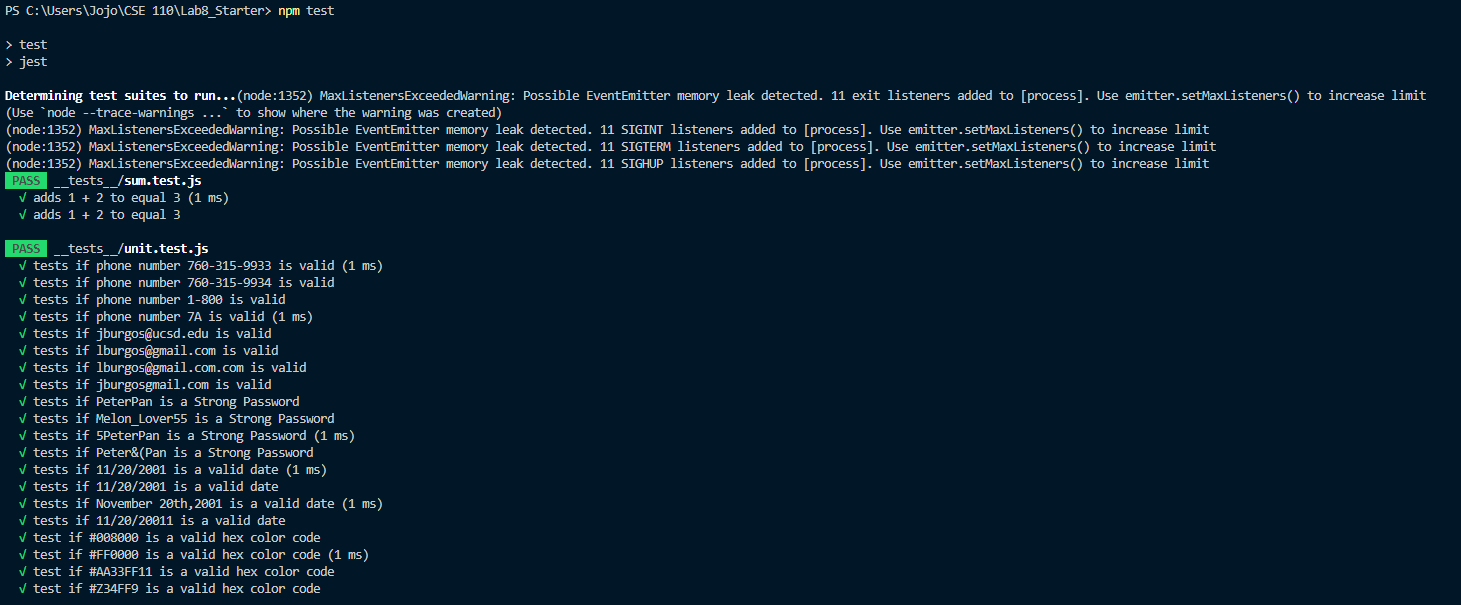 PS C:\Users\Jojo\CSE 110\Lab8_Starter> npm test
> test
> jest
Determining test suites to run...(node:1352) MaxListenersExceededWarning: Possible EventEmitter memory leak detected. 11 exit listeners added to [process]. Use emitter.setMaxListeners() to increase limit
(Use `node --trace-warnings ...` to show where the warning was created)
(node:1352) MaxListenersExceededWarning: Possible EventEmitter memory leak detected. 11 SIGINT listeners added to [process]. Use emitter.setMaxListeners() to increase limit
(node:1352) MaxListenersExceededWarning: Possible EventEmitter memory leak detected. 11 SIGTERM listeners added to [process]. Use emitter.setMaxListeners() to increase limit
(node:1352) MaxListenersExceededWarning: Possible EventEmitter memory leak detected. 11 SIGHUP listeners added to [process]. Use emitter.setMaxListeners() to increase limit
PASS __tests__/sum.test.js
√ adds 1 + 2 to equal 3 (1 ms)
√ adds 1 + 2 to equal 3
PASS __tests__/unit.test.js
√ tests if phone number 760-315-9933 is valid (1 ms)
√ tests if phone number 760-315-9934 is valid
√ tests if phone number 1-800 is valid
√ tests if phone number 7A is valid (1 ms)
√ tests if jburgos@ucsd.edu is valid
√ tests if lburgos@gmail.com is valid
√ tests if lburgos@gmail.com.com is valid
√ tests if jburgosgmail.com is valid
√ tests if PeterPan is a Strong Password
√ tests if Melon_Lover55 is a Strong Password
√ tests if 5PeterPan is a Strong Password (1 ms)
√ tests if Peter&(Pan is a Strong Password
√ tests if 11/20/2001 is a valid date (1 ms)
√ tests if 11/20/2001 is a valid date
√ tests if November 20th,2001 is a valid date (1 ms)
√ tests if 11/20/20011 is a valid date
√ test if #008000 is a valid hex color code
√ test if #FF0000 is a valid hex color code (1 ms)
√ test if #AA33FF11 is a valid hex color code
√ test if #Z34FF9 is a valid hex color code